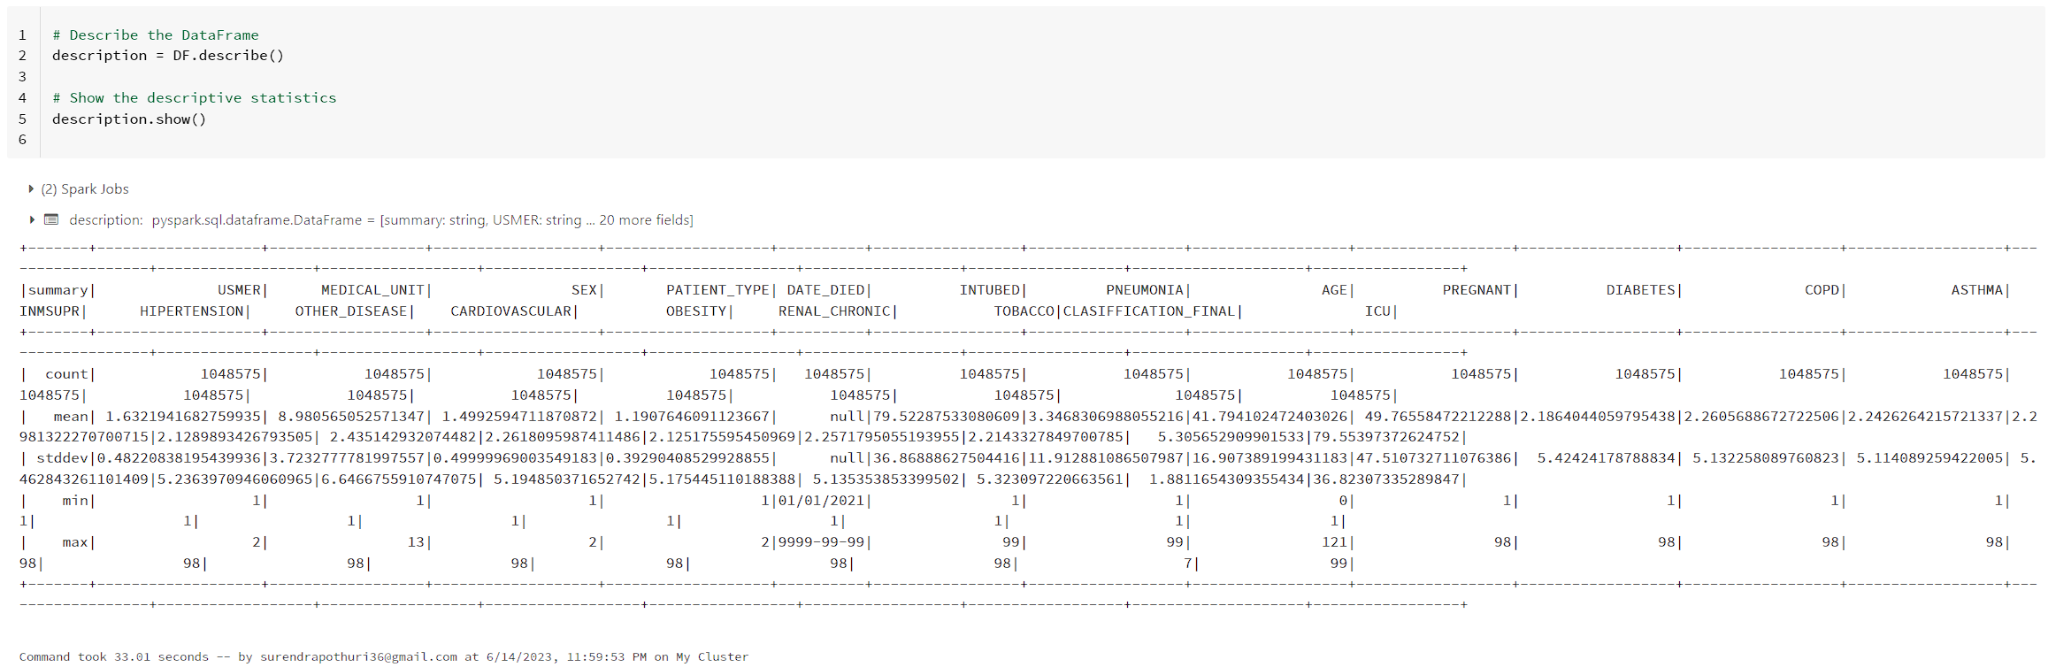 1 # Describe the DataFrame
2 description = DF.describe()
3
4 # Show the descriptive statistics
5 description.show()
6
(2) Spark Jobs
description: pyspark.sql.dataframe.DataFrame = [summary: string, USMER: string ... 20 more fields]
+-------+-------------------+------------------+-------------------+-------------------+----------+------------------+------------------+------------------+------------------+------------------+------------------+------------------+---
---------------+------------------+------------------+------------------+-----------------+------------------+------------------+--------------------+-----------------+
|summary|              USMER|      MEDICAL_UNIT|                SEX|       PATIENT_TYPE| DATE_DIED|           INTUBED|         PNEUMONIA|               AGE|          PREGNANT|          DIABETES|              COPD|            ASTHMA|
INMSUPR|      HIPERTENSION|     OTHER_DISEASE|    CARDIOVASCULAR|          OBESITY|     RENAL_CHRONIC|           TOBACCO|CLASIFFICATION_FINAL|              ICU|
+-------+-------------------+------------------+-------------------+-------------------+----------+------------------+------------------+------------------+------------------+------------------+------------------+------------------+---
---------------+------------------+------------------+------------------+-----------------+------------------+------------------+--------------------+-----------------+
|  count|            1048575|           1048575|            1048575|            1048575|   1048575|           1048575|           1048575|           1048575|           1048575|           1048575|           1048575|           1048575|
1048575|           1048575|           1048575|           1048575|          1048575|           1048575|           1048575|             1048575|          1048575|
|   mean| 1.6321941682759935| 8.980565052571347| 1.4992594711870872| 1.1907646091123667|      null|79.52287533080609|3.3468306988055216|41.794102472403026| 49.76558472212288|2.1864044059795438|2.2605688672722506|2.2426264215721337|2.2
981322270700715|2.1289893426793505| 2.435142932074482|2.2618095987411486|2.125175595450969|2.2571795055193955|2.2143327849700785|   5.305652909901533|79.55397372624752|
| stddev|0.48220838195439936|3.7232777781997557|0.49999969003549183|0.39290408529928855|      null|36.86888627504416|11.912881086507987|16.907389199431183|47.510732711076386|  5.42424178788834| 5.132258089760823| 5.114089259422005| 5.
462843261101409|5.2363970946060965|6.6466755910747075| 5.194850371652742|5.175445110188388| 5.135353853399502| 5.323097220663561|  1.8811654309355434|36.82307335289847|
|    min|                  1|                 1|                  1|                  1|01/01/2021|                 1|                 1|                 0|                 1|                 1|                 1|                 1|
1|                 1|                 1|                 1|                1|                 1|                 1|                   1|                1|
|    max|                  2|                13|                  2|                  2|9999-99-99|                99|                99|               121|                98|                98|                98|                98|
98|                98|                98|                98|               98|                98|                98|                   7|               99|
+-------+-------------------+------------------+-------------------+-------------------+----------+------------------+------------------+------------------+------------------+------------------+------------------+------------------+---
---------------+------------------+------------------+------------------+-----------------+------------------+------------------+--------------------+-----------------+
Command took 33.01 seconds -- by surendrapothuri36@gmail.com at 6/14/2023, 11:59:53 PM on My Cluster